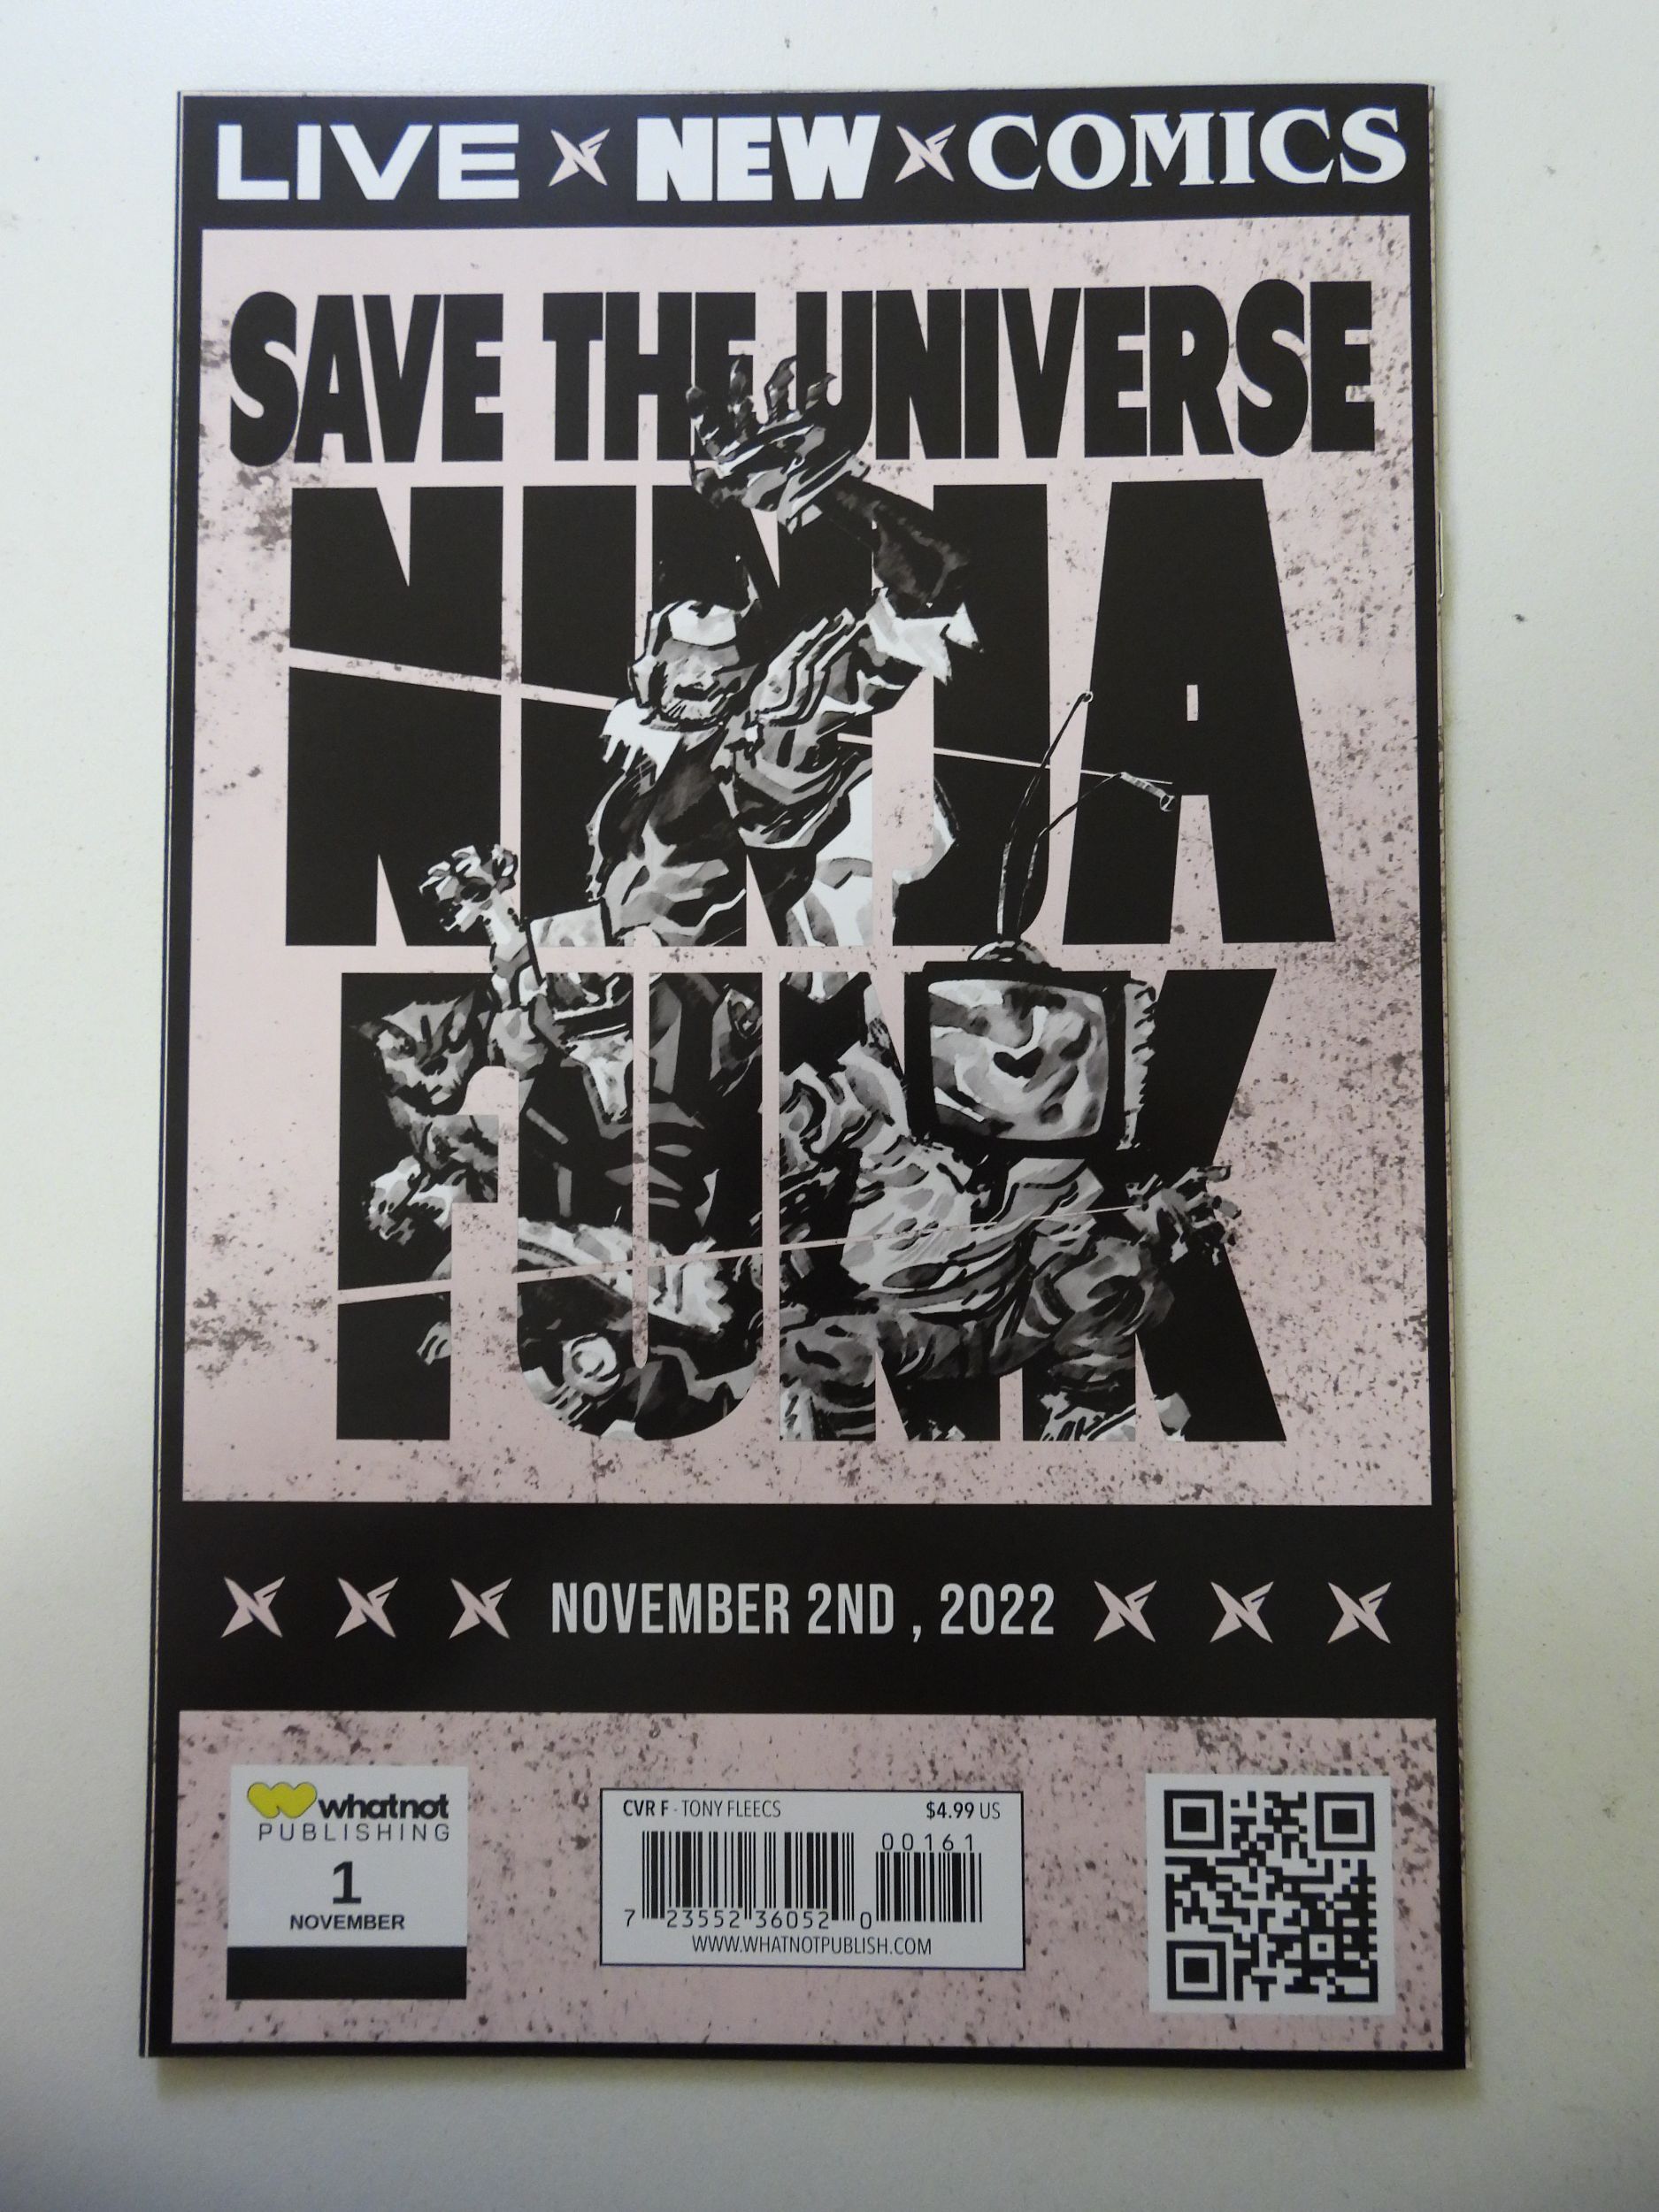 LIVE NEW COMICS
SAVE THE UNIVERSE
NINJA
FUNK
NOVEMBER 2ND , 2022
whatnot
PUBLISHING
1
NOVEMBER
CVR F - TONY FLEECS $4.99 US
00161
7 23552 36052 0
WWW.WHATNOTPUBLISH.COM